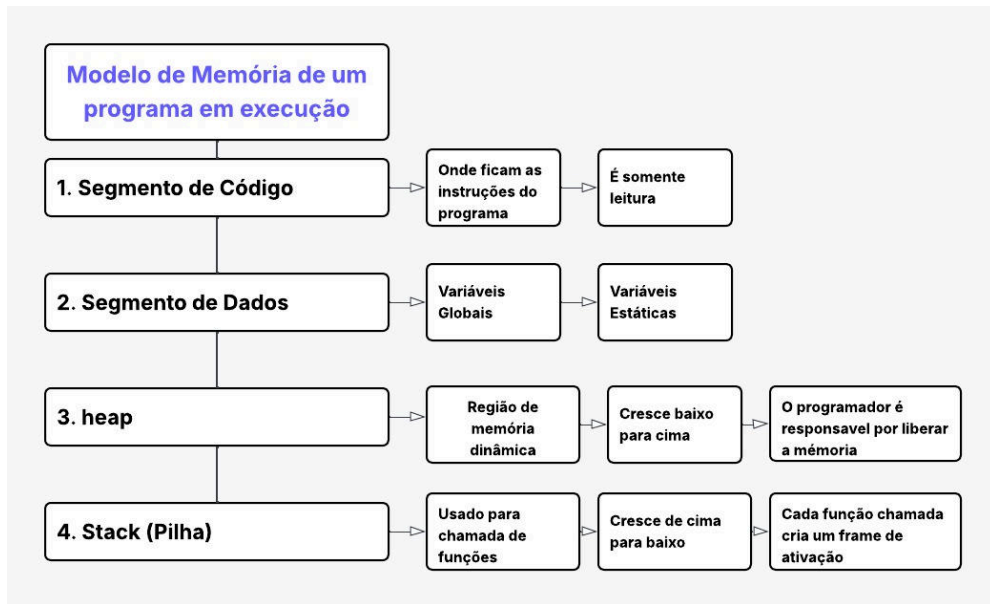 Modelo de Memória de um
programa em execução
1. Segmento de Código
Onde ficam as
instruções do
programa
É somente
leitura
2. Segmento de Dados
Variáveis
Globais
Variáveis
Estáticas
3. heap
Região de
memória
dinâmica
Cresce baixo
para cima
O programador é
responsavel por liberar
a mémoria
4. Stack (Pilha)
Usado para
chamada de
funções
Cresce de cima
para baixo
Cada função chamada
cria um frame de
ativação